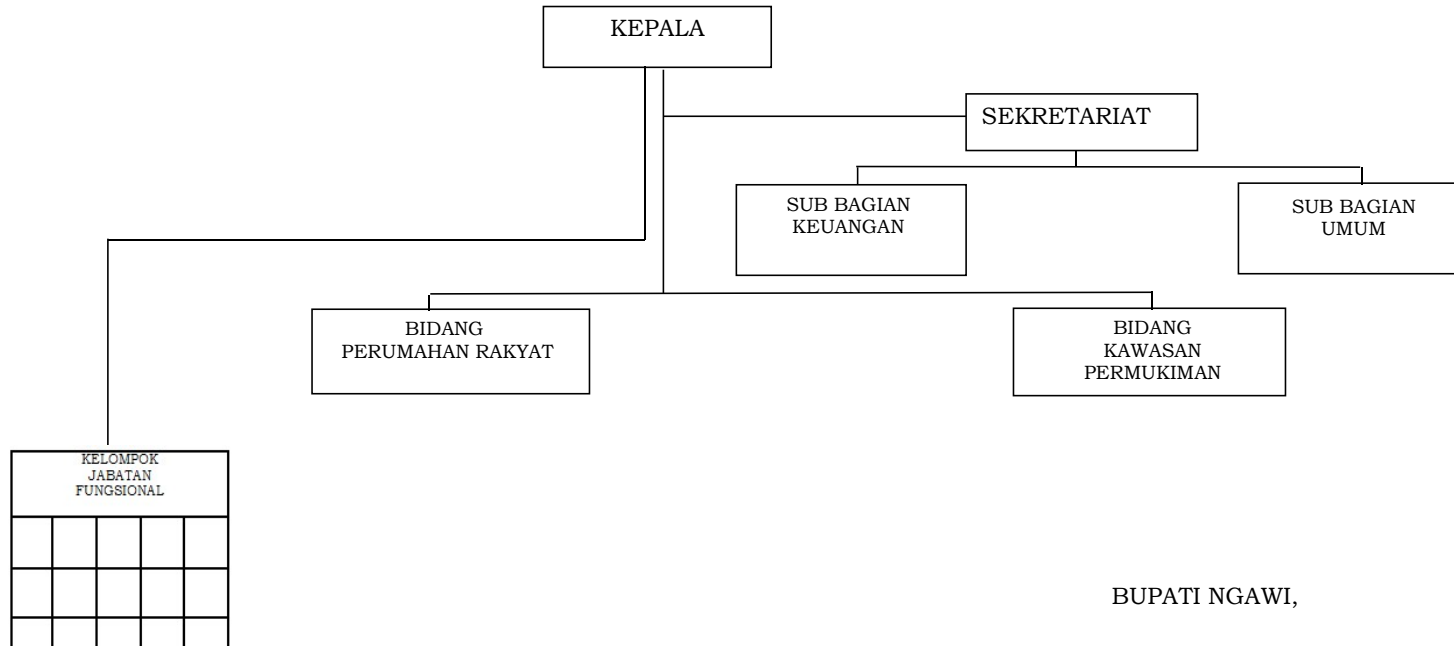 KEPALA
SEKRETARIAT
SUB BAGIAN
KEUANGAN
SUB BAGIAN
UMUM
BIDANG
PERUMAHAN RAKYAT
BIDANG
KAWASAN
PERMUKIMAN
KELOMPOK
JABATAN
FUNGSIONAL
BUPATI NGAWI,